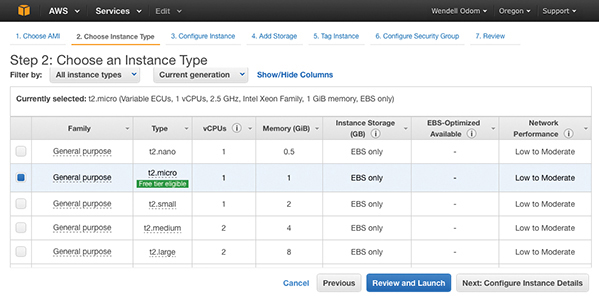 AWS Services Edit Wendell Odom Oregon Support
1. Choose AMI 2. Choose Instance Type 3. Configure Instance 4. Add Storage 5. Tag Instance 6. Configure Security Group 7. Review
Step 2: Choose an Instance Type
Filter by: All instance types Current generation Show/Hide Columns
Currently selected: t2.micro (Variable ECUs, 1 vCPUs, 2.5 GHz, Intel Xeon Family, 1 GiB memory, EBS only)
Family Type vCPUs Memory (GiB) Instance Storage (GB) EBS-Optimized Available Network Performance
General purpose t2.nano 1 0.5 EBS only - Low to Moderate
General purpose t2.micro 1 1 EBS only - Low to Moderate
Free tier eligible
General purpose t2.small 1 2 EBS only - Low to Moderate
General purpose t2.medium 2 4 EBS only - Low to Moderate
General purpose t2.large 2 8 EBS only - Low to Moderate
Cancel Previous Review and Launch Next: Configure Instance Details